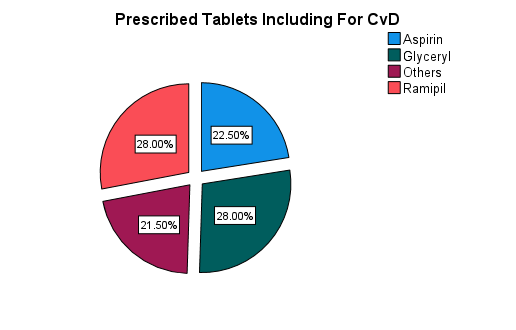 Prescribed Tablets Including For CvD
Aspirin
Glyceryl
Others
Ramipil
28.00%
22.50%
21.50%
28.00%